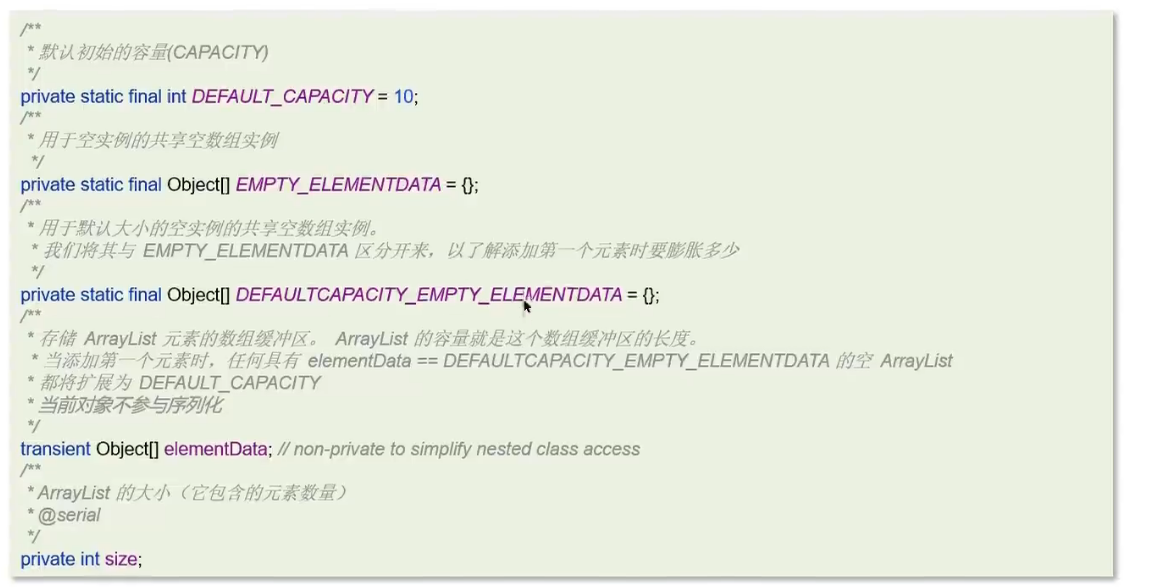 /**
 * 默认初始的容量(CAPACITY)
 */
private static final int DEFAULT_CAPACITY = 10;
/**
 * 用于空实例的共享空数组实例
 */
private static final Object[] EMPTY_ELEMENTDATA = {};
/**
 * 用于默认大小的空实例的共享空数组实例。
 * 我们将其与 EMPTY_ELEMENTDATA 区分开来，以了解添加第一个元素时要膨胀多少
 */
private static final Object[] DEFAULTCAPACITY_EMPTY_ELEMENTDATA = {};
/**
 * 存储 ArrayList 元素的数组缓冲区。 ArrayList 的容量就是这个数组缓冲区的长度。
 * 当添加第一个元素时，任何具有 elementData == DEFAULTCAPACITY_EMPTY_ELEMENTDATA 的空 ArrayList
 * 都将扩展为 DEFAULT_CAPACITY
 * 当前对象不参与序列化
 */
transient Object[] elementData; // non-private to simplify nested class access
/**
 * ArrayList 的大小（它包含的元素数量）
 * @serial
 */
private int size;